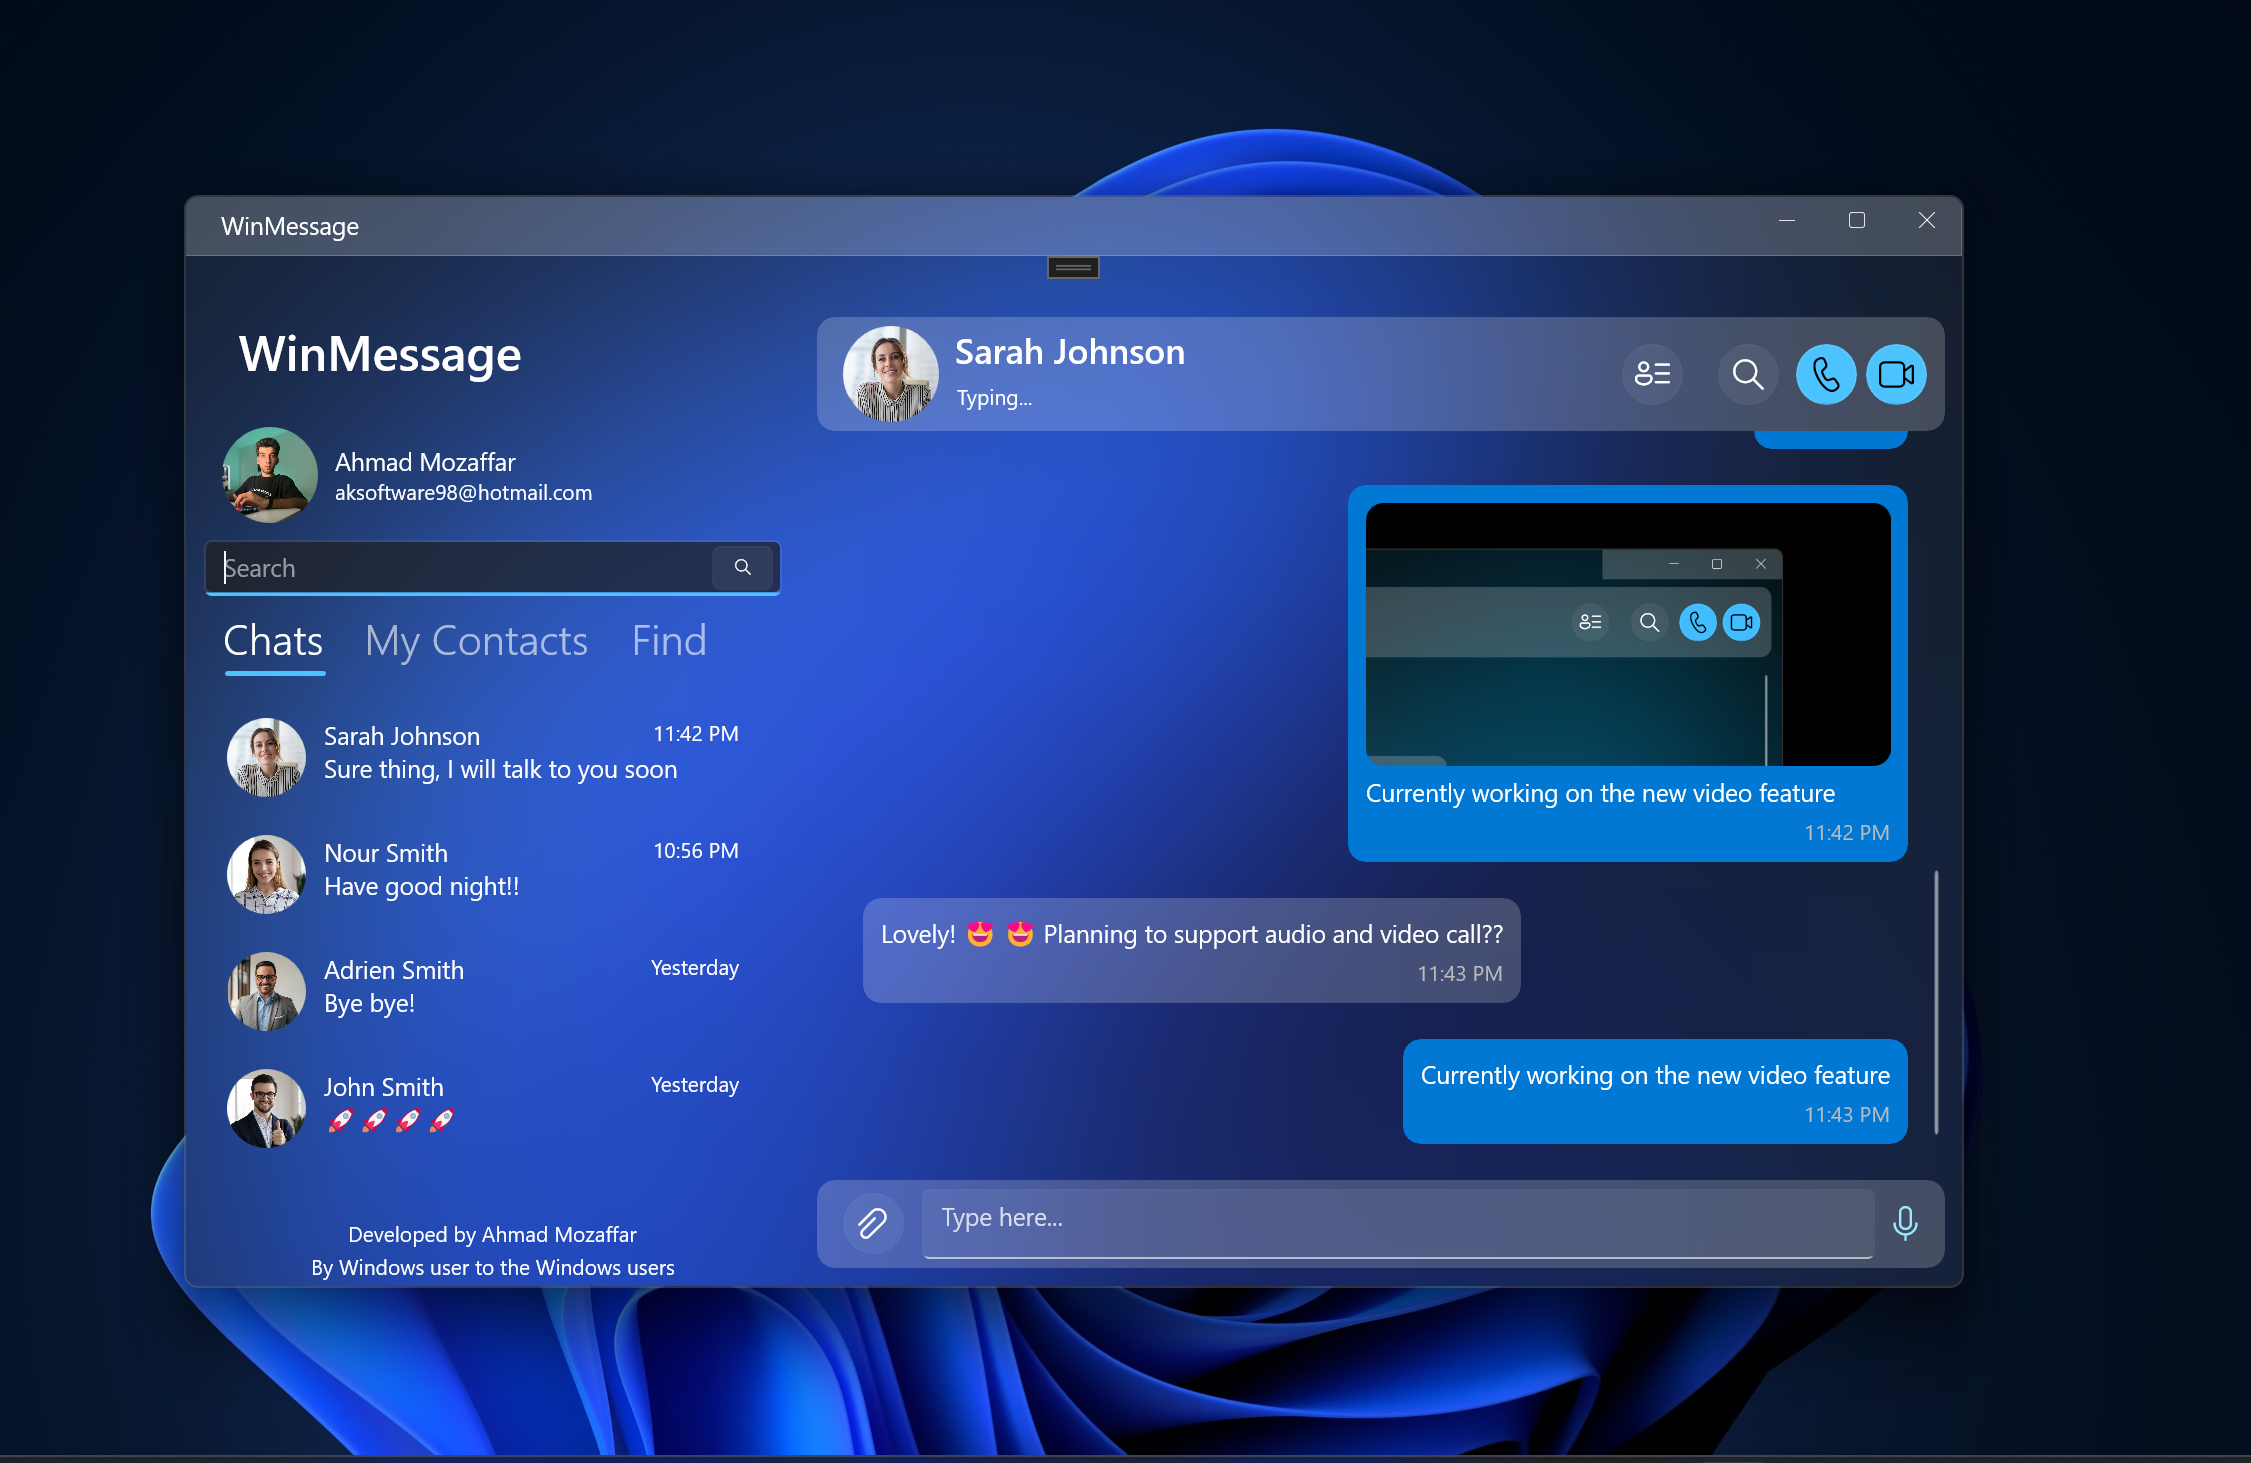 WinMessage
WinMessage
Ahmad Mozaffar
aksoftware98@hotmail.com
Search
Chats My Contacts Find
Sarah Johnson 11:42 PM
Sure thing, I will talk to you soon
Nour Smith 10:56 PM
Have good night!!
Adrien Smith Yesterday
Bye bye!
John Smith Yesterday
🚀🚀🚀🚀
Developed by Ahmad Mozaffar
By Windows user to the Windows users
Sarah Johnson
Typing...
Currently working on the new video feature
11:42 PM
Lovely! 😍 😍 Planning to support audio and video call??
11:43 PM
Currently working on the new video feature
11:43 PM
Type here...